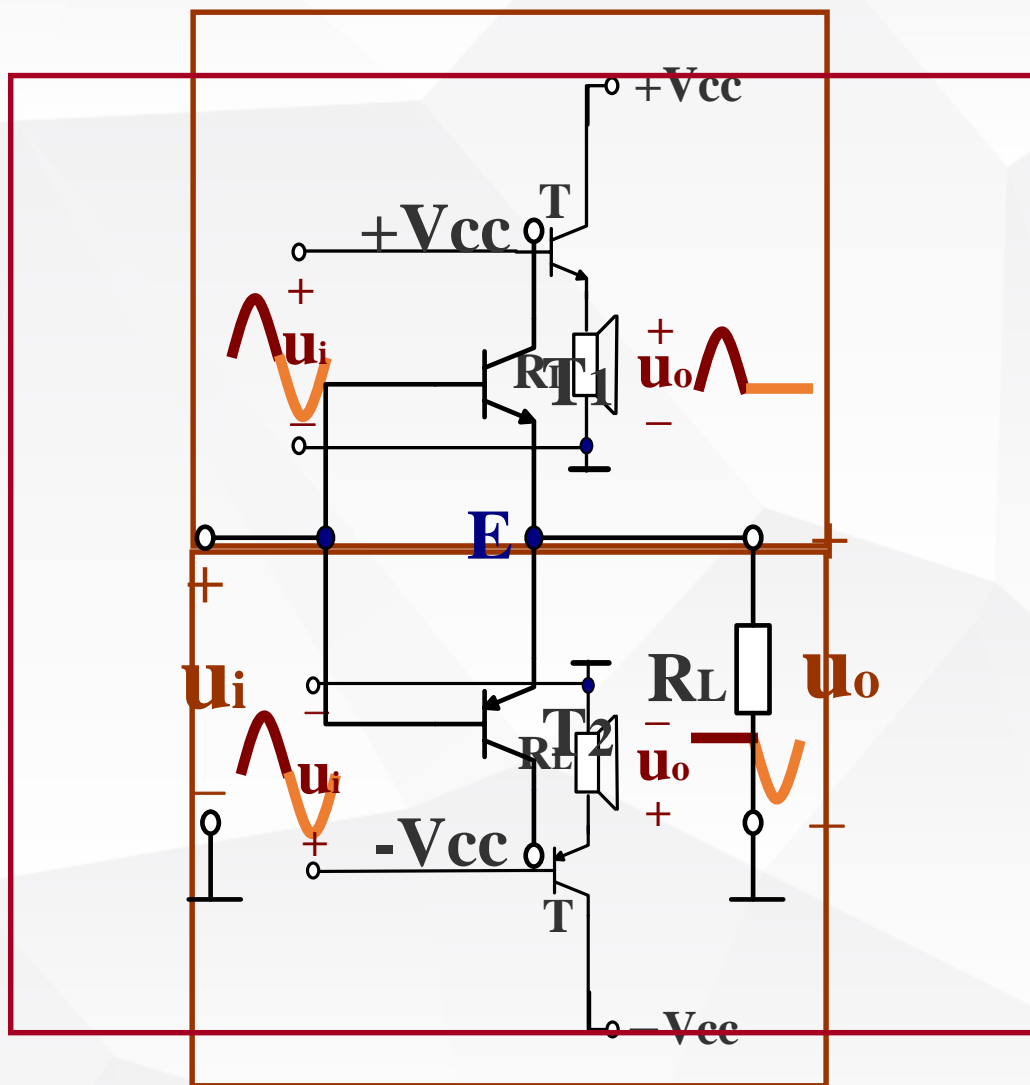 +Vcc
T
+Vcc
+
+
ui
RL
T1
uo
−
−
E
+
+
ui
RL
uo
−
T2
−
RL
ui
uo
+
−
−
+
-Vcc
T
−Vcc